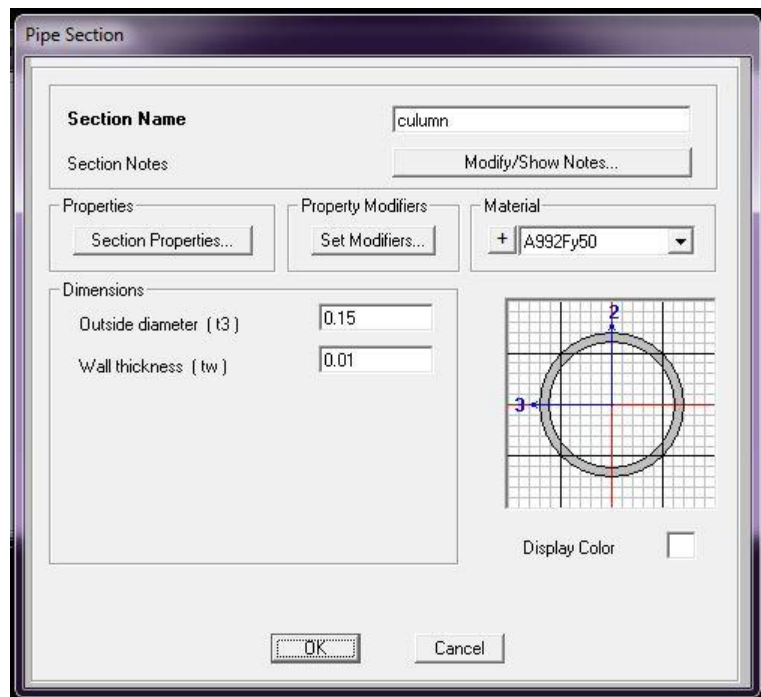 Pipe Section
Section Name
culumn
Section Notes
Modify/Show Notes...
Properties
Section Properties...
Property Modifiers
Set Modifiers...
Material
+
A992Fy50
Dimensions
Outside diameter ( t3 )
0.15
Wall thickness ( tw )
0.01
2
3
Display Color
OK
Cancel